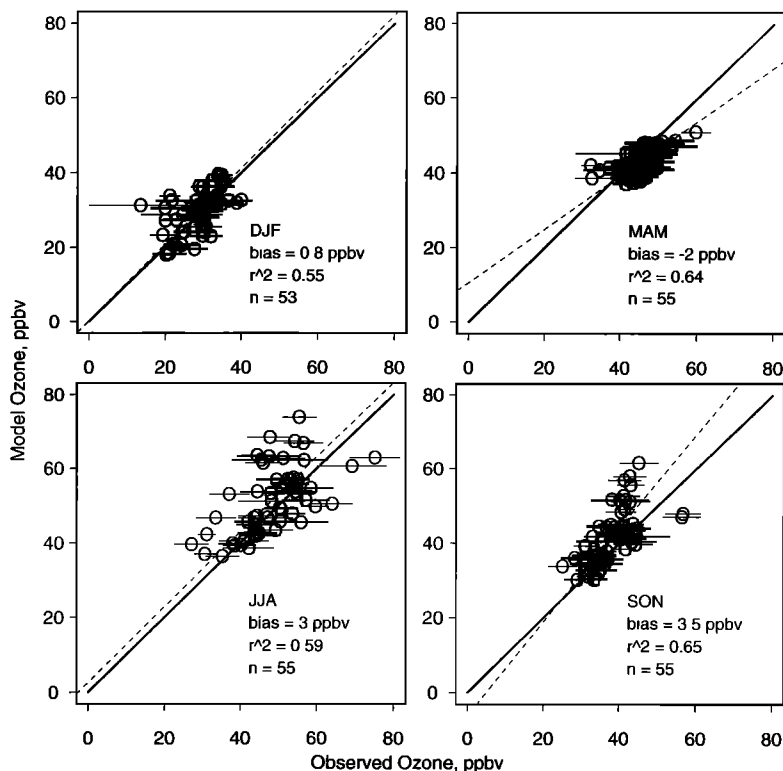 80
60
40
20
0
DJF
bias = 0 8 ppbv
r^2 = 0.55
n = 53
0 20 40 60 80
80
60
40
20
0
MAM
bias = -2 ppbv
r^2 = 0.64
n = 55
0 20 40 60 80
Model Ozone, ppbv
80
60
40
20
0
JJA
bias = 3 ppbv
r^2 = 0 59
n = 55
0 20 40 60 80
80
60
40
20
0
SON
bias = 3 5 ppbv
r^2 = 0.65
n = 55
0 20 40 60 80
Observed Ozone, ppbv